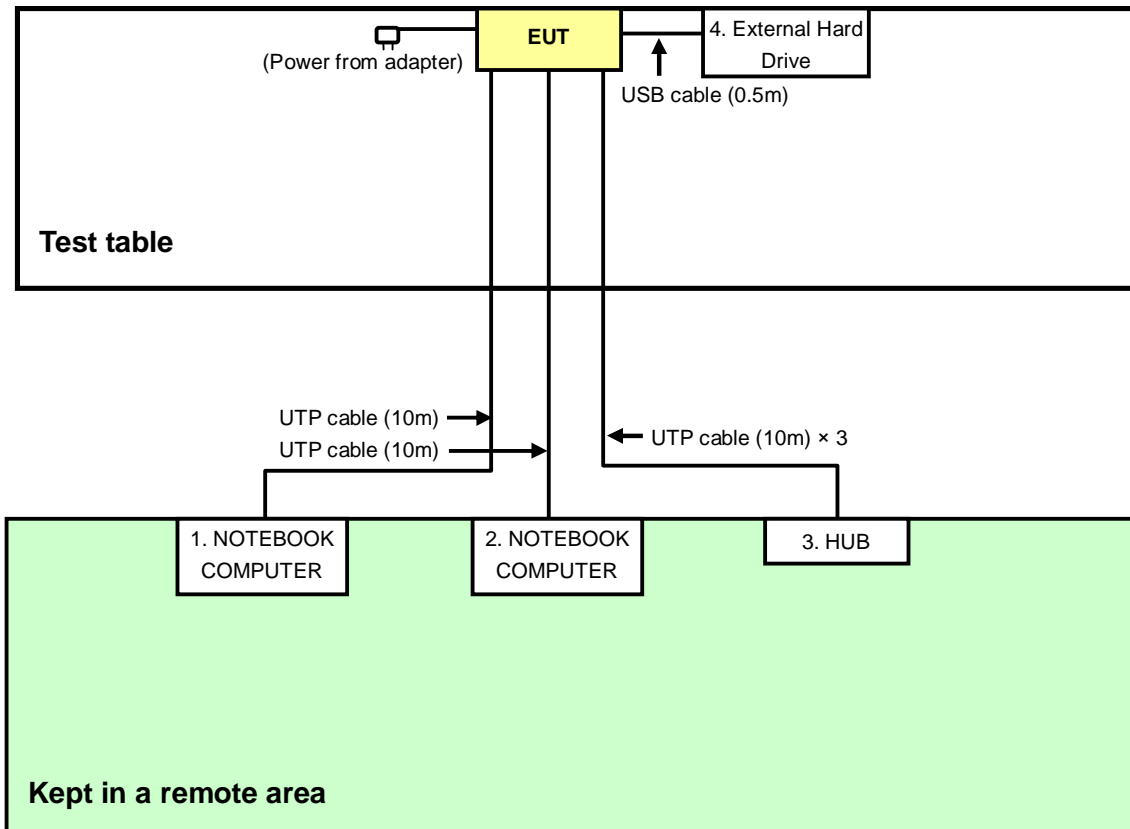 EUT
4. External Hard
Drive
(Power from adapter)
USB cable (0.5m)
Test table
UTP cable (10m)
UTP cable (10m)
UTP cable (10m) × 3
1. NOTEBOOK
COMPUTER
2. NOTEBOOK
COMPUTER
3. HUB
Kept in a remote area